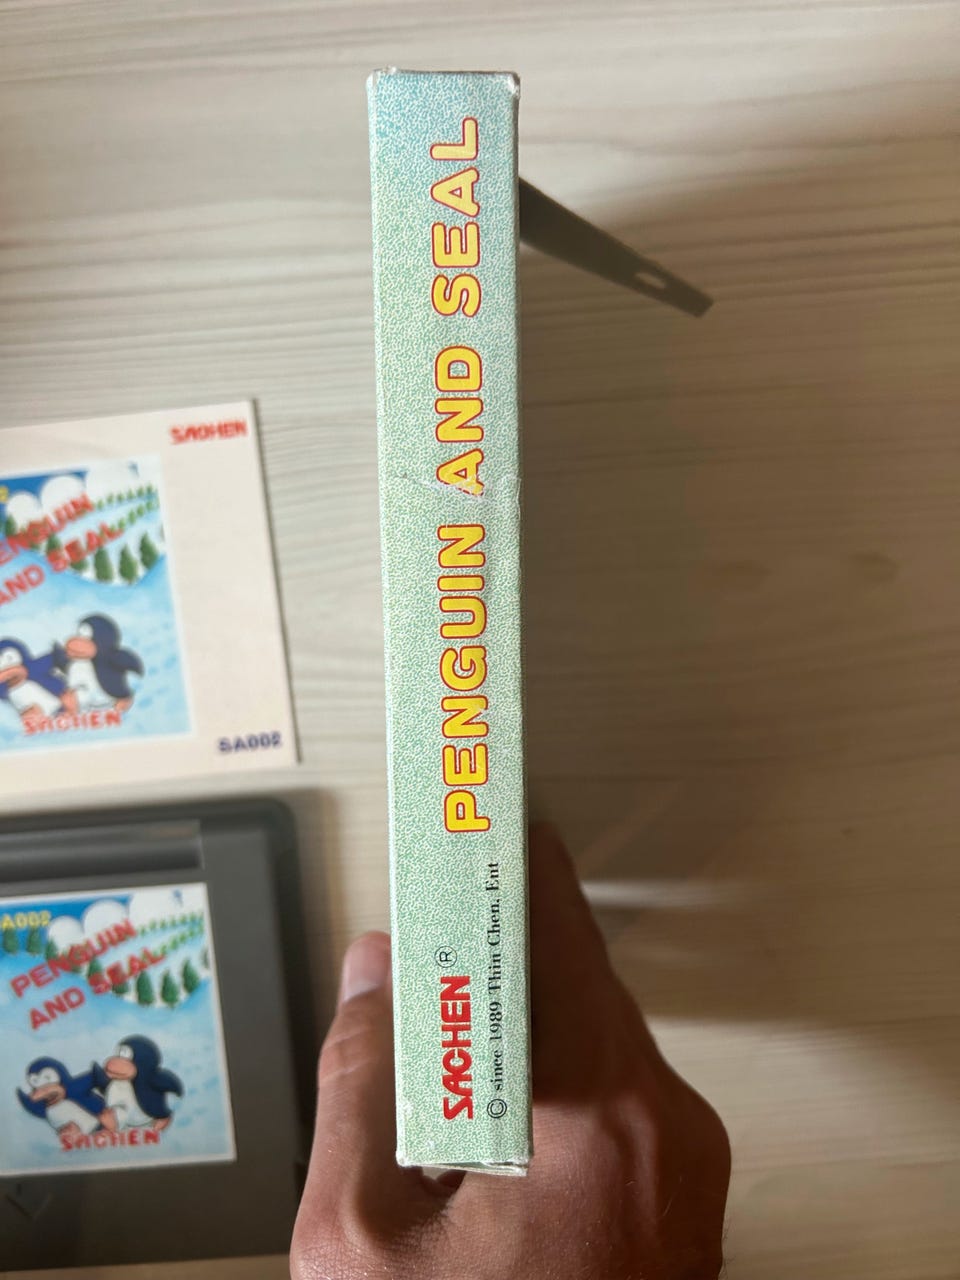 PENGUIN AND SEAL
SACHEN ®
© since 1989 Thin Chen. Ent
SACHEN
PENGUIN
AND SEAL
SACHEN
SA002
SA002
PENGUIN
AND SEAL
SACHEN